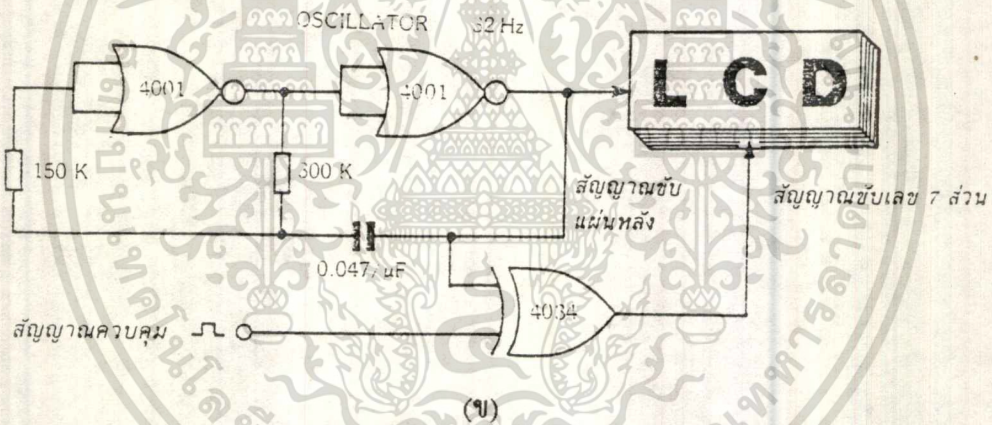 OSCILLATOR 32 Hz
4001
4001
LCD
150 K
300 K
สัญญาณขับ
แผ่นหลัง
สัญญาณขับเลข 7 ส่วน
0.047 uF
4034
สัญญาณควบคุม
(ข)